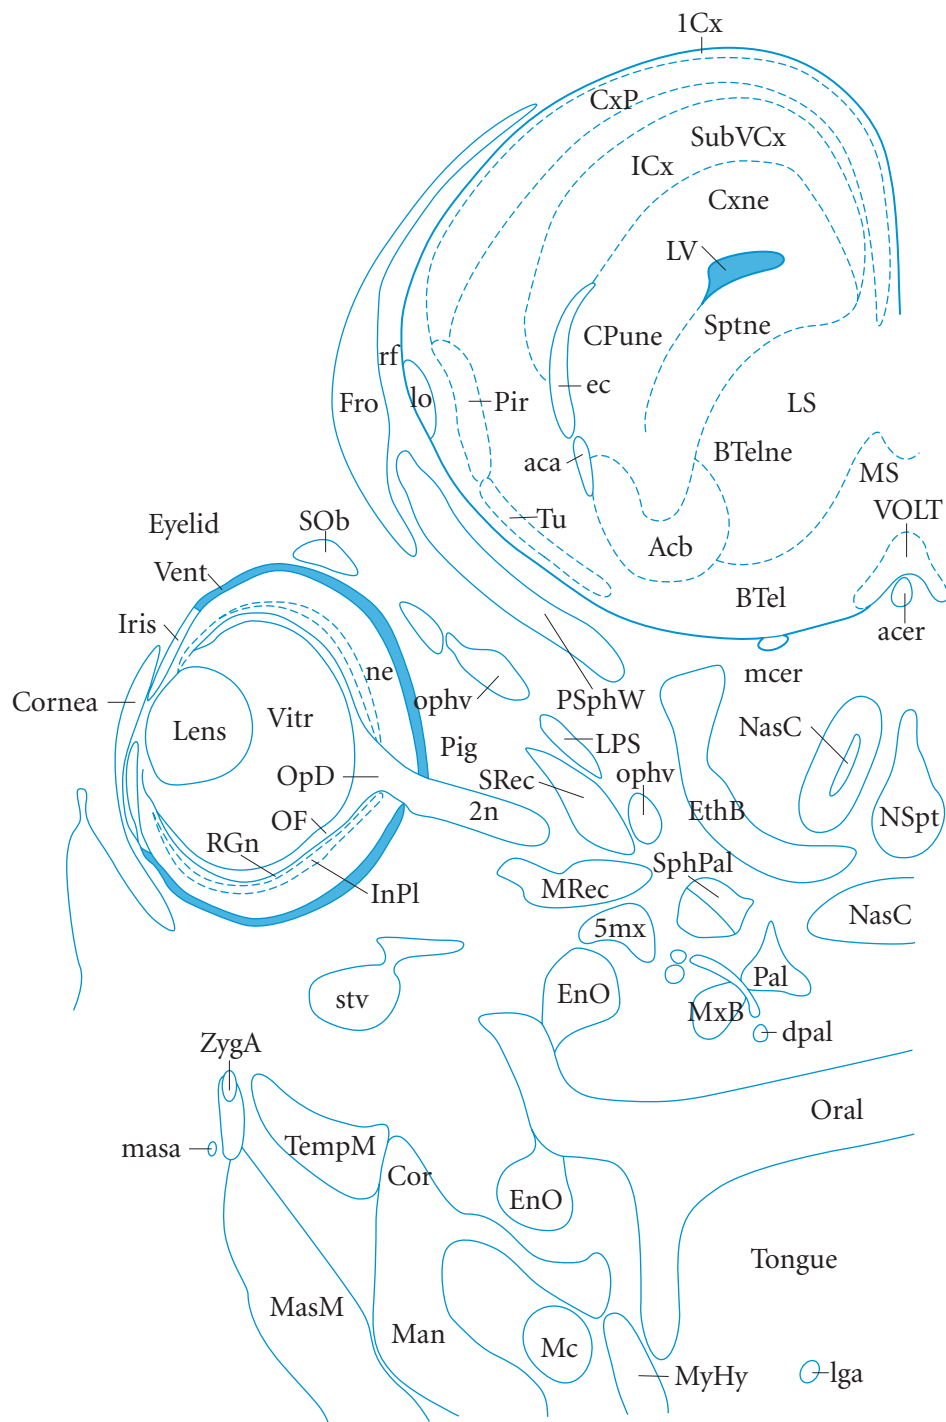 1Cx
CxP
SubVCx
ICx
Cxne
LV
Sptne
CPune
rf
ec
lo
Fro
Pir
LS
BTelne
aca
MS
VOLT
Eyelid
SOb
Tu
Acb
Vent
BTel
Iris
acer
ne
mcer
Cornea
ophv
PSphW
Lens
Vitr
NasC
Pig
LPS
OpD
SRec
ophv
2n
EthB
NSpt
OF
RGn
SphPal
InPl
MRec
NasC
5mx
Pal
stv
EnO
MxB
dpal
ZygA
Oral
masa
TempM
Cor
EnO
Tongue
MasM
Man
Mc
MyHy
lga